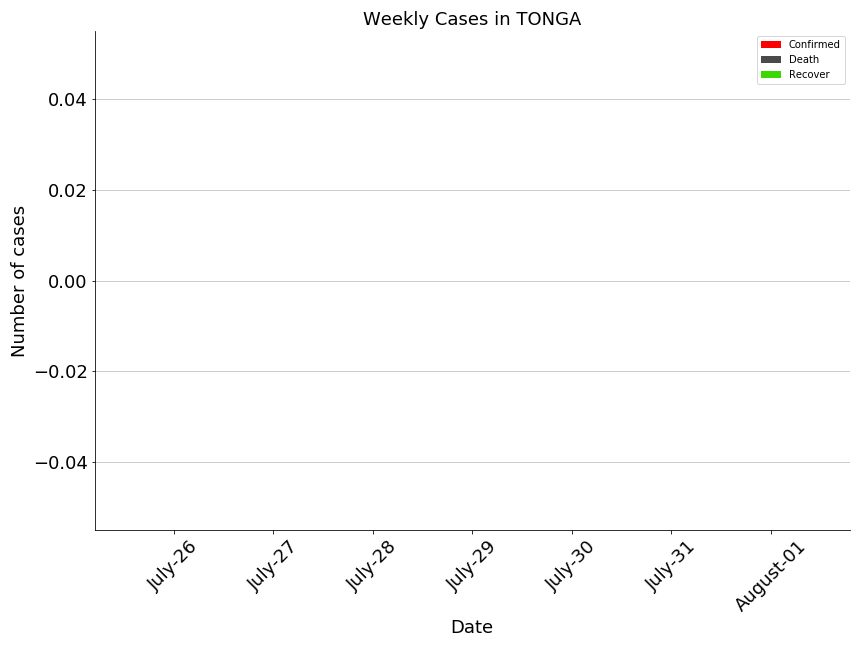 Weekly Cases in TONGA
Confirmed
Death
Recover
Number of cases
0.04
0.02
0.00
−0.02
−0.04
July-26
July-27
July-28
July-29
July-30
July-31
August-01
Date